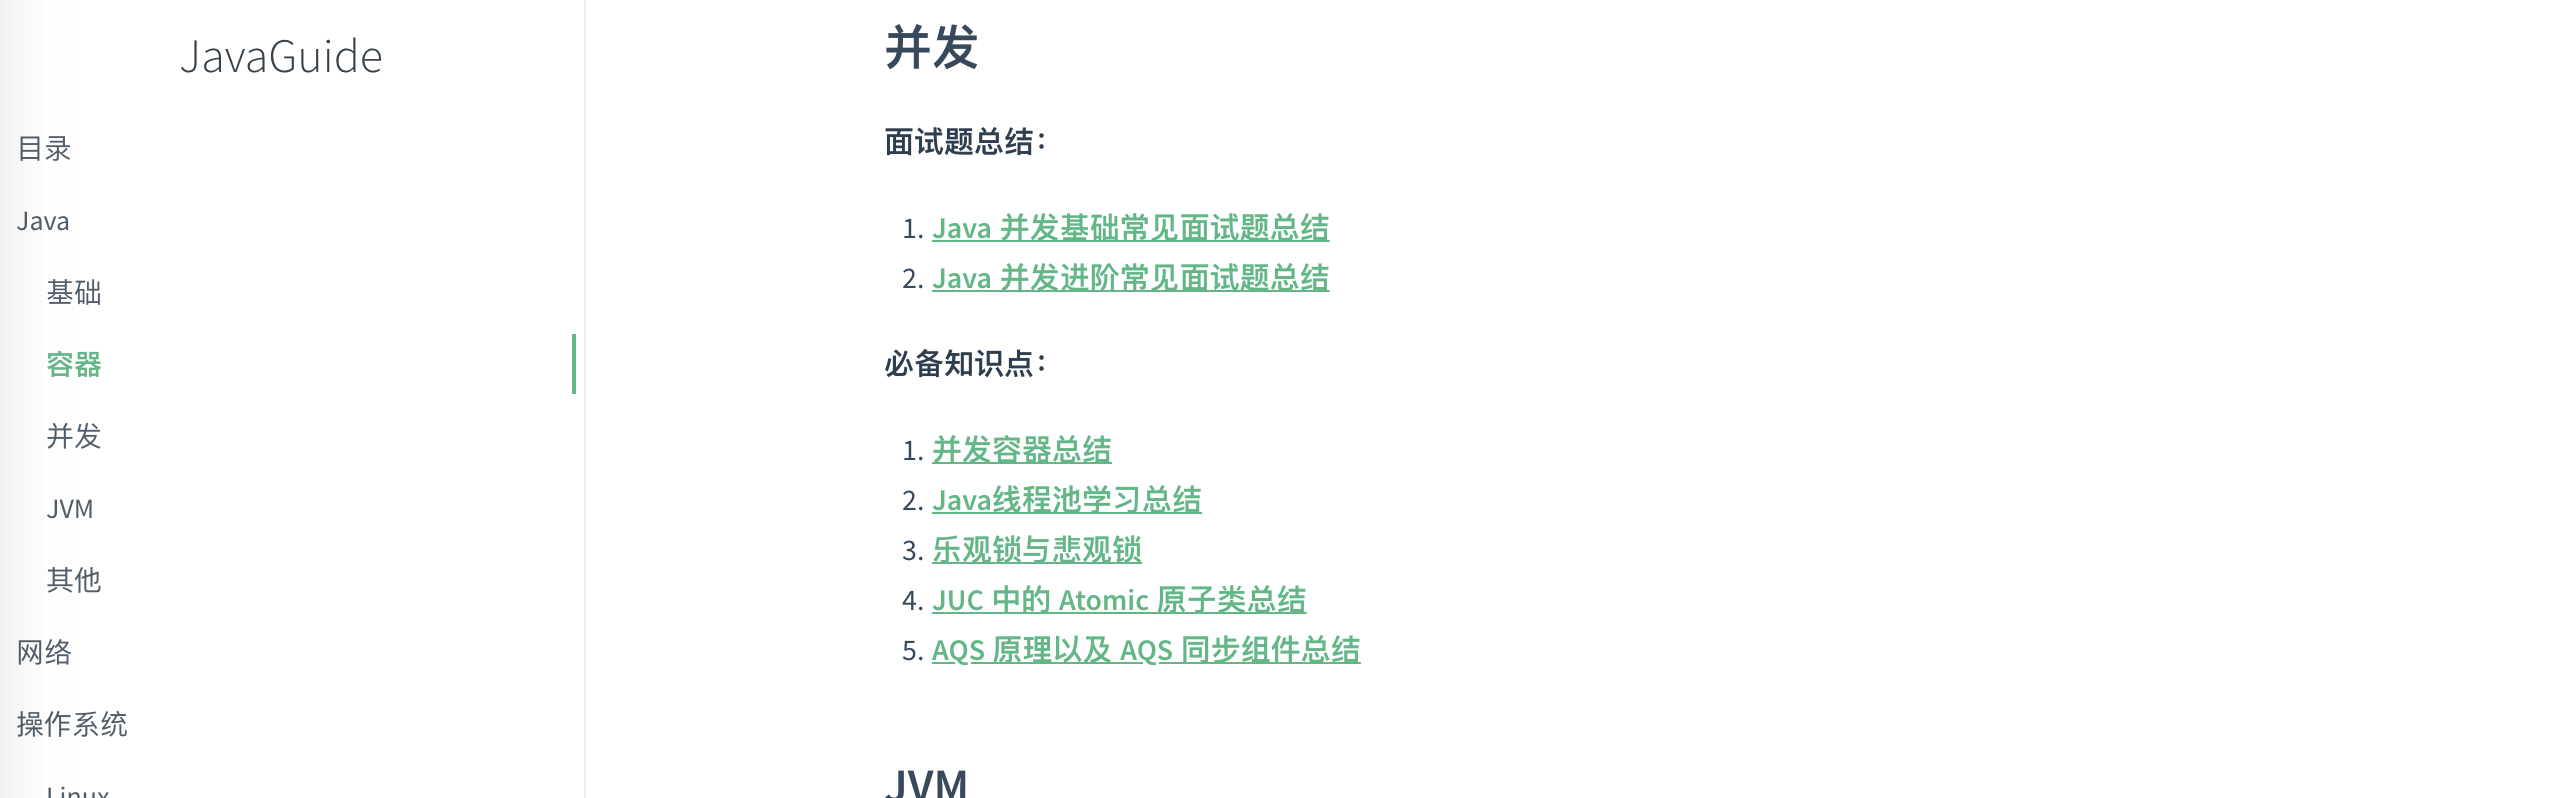 JavaGuide
目录
Java
基础
容器
并发
JVM
其他
网络
操作系统
Linux
并发
面试题总结：
1. Java 并发基础常见面试题总结
2. Java 并发进阶常见面试题总结
必备知识点：
1. 并发容器总结
2. Java线程池学习总结
3. 乐观锁与悲观锁
4. JUC 中的 Atomic 原子类总结
5. AQS 原理以及 AQS 同步组件总结
JVM